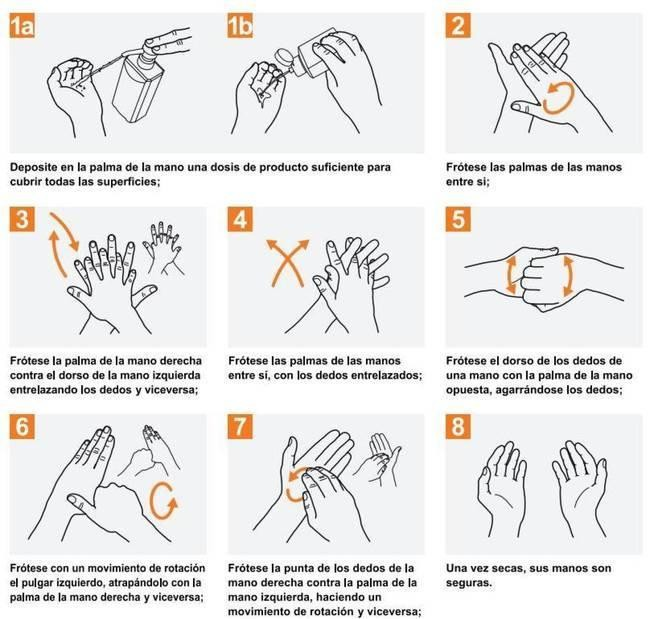 1a
1b
2
Deposite en la palma de la mano una dosis de producto suficiente para
cubrir todas las superficies;
Frótese las palmas de las manos
entre si;
3
4
5
Frótese la palma de la mano derecha
contra el dorso de la mano izquierda
entrelazando los dedos y viceversa;
Frótese las palmas de las manos
entre sí, con los dedos entrelazados;
Frótese el dorso de los dedos de
una mano con la palma de la mano
opuesta, agarrándose los dedos;
6
7
8
Frótese con un movimiento de rotación
el pulgar izquierdo, atrapándolo con la
palma de la mano derecha y viceversa;
Frótese la punta de los dedos de la
mano derecha contra la palma de la
mano izquierda, haciendo un
movimiento de rotación y viceversa;
Una vez secas, sus manos son
seguras.